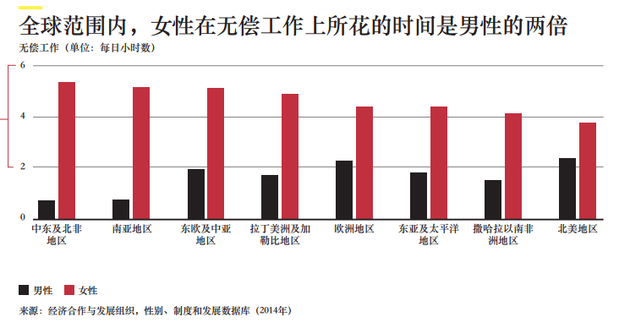 全球范围内，女性在无偿工作上所花的时间是男性的两倍
无偿工作（单位：每日小时数）
6
4
2
0
中东及北非
地区
南亚地区
东欧及中亚
地区
拉丁美洲及加
勒比地区
欧洲地区
东亚及太平洋
地区
撒哈拉以南非
洲地区
北美地区
男性
女性
来源：经济合作与发展组织，性别、制度和发展数据库（2014年）